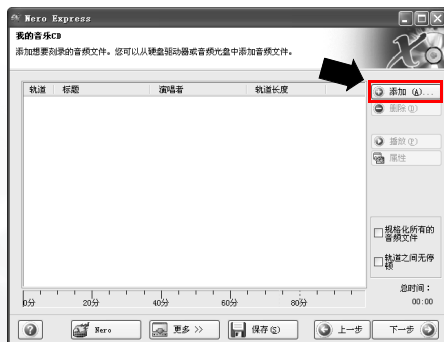 Nero Express
我的音乐CD
添加想要刻录的音频文件。您可以从硬盘驱动器或音频光盘中添加音频文件。
轨道 标题 演唱者 轨道长度
添加 (A)...
删除(D)
播放(P)
属性
规格化所有的
音频文件
轨道之间无停
顿
总时间：
00:00
0分 20分 40分 60分 80分
Nero 更多 >> 保存(S) 上一步 下一步